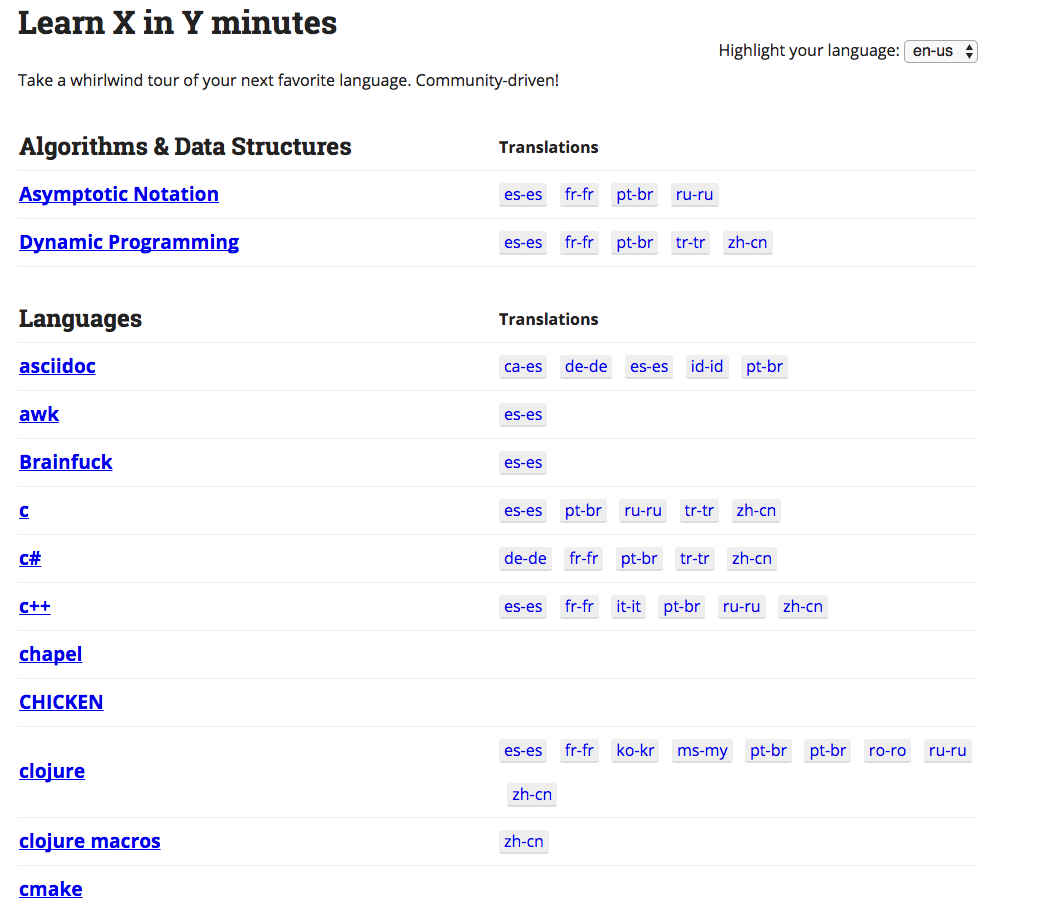 Learn X in Y minutes
Highlight your language: en-us
Take a whirlwind tour of your next favorite language. Community-driven!
Algorithms & Data Structures Translations
Asymptotic Notation es-es fr-fr pt-br ru-ru
Dynamic Programming es-es fr-fr pt-br tr-tr zh-cn
Languages Translations
asciidoc ca-es de-de es-es id-id pt-br
awk es-es
Brainfuck es-es
c es-es pt-br ru-ru tr-tr zh-cn
c# de-de fr-fr pt-br tr-tr zh-cn
c++ es-es fr-fr it-it pt-br ru-ru zh-cn
chapel
CHICKEN
clojure es-es fr-fr ko-kr ms-my pt-br pt-br ro-ro ru-ru
zh-cn
clojure macros zh-cn
cmake